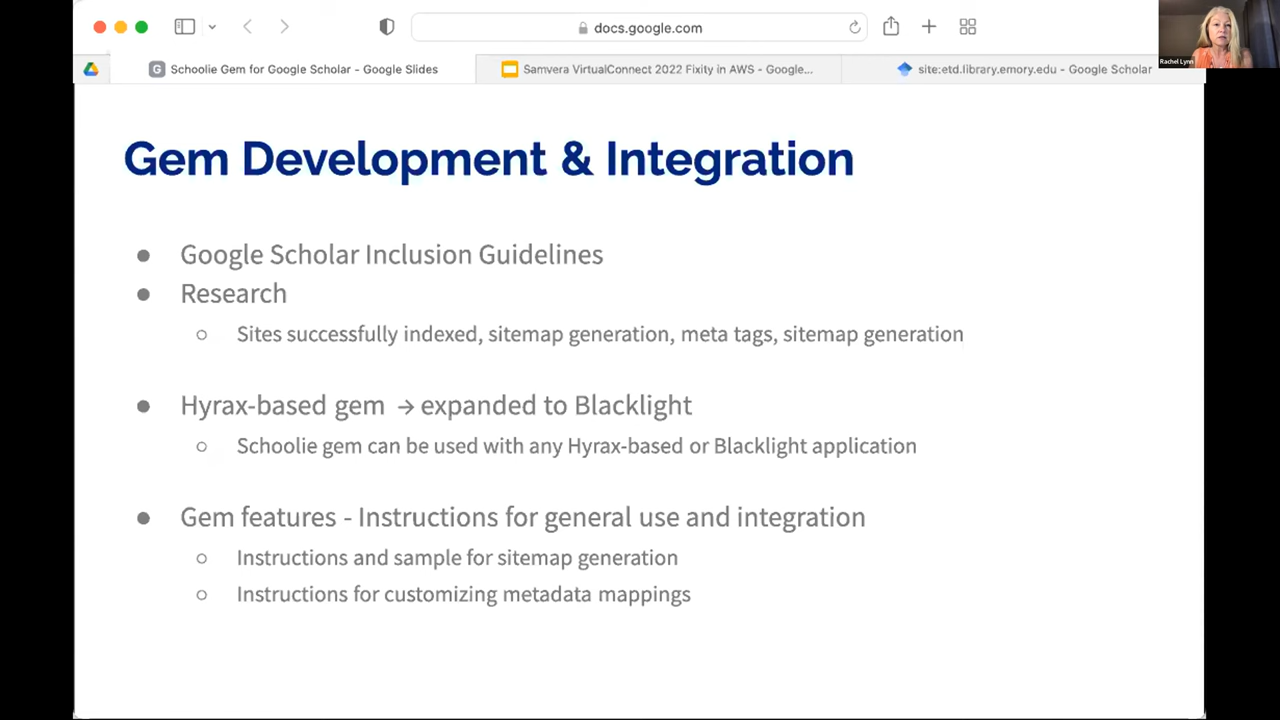 docs.google.com
Rachel Lynn
Schoolie Gem for Google Scholar - Google Slides
Samvera VirtualConnect 2022 Fixity in AWS - Google...
site:etd.library.emory.edu - Google Scholar
Gem Development & Integration
● Google Scholar Inclusion Guidelines
● Research
○ Sites successfully indexed, sitemap generation, meta tags, sitemap generation
● Hyrax-based gem → expanded to Blacklight
○ Schoolie gem can be used with any Hyrax-based or Blacklight application
● Gem features - Instructions for general use and integration
○ Instructions and sample for sitemap generation
○ Instructions for customizing metadata mappings